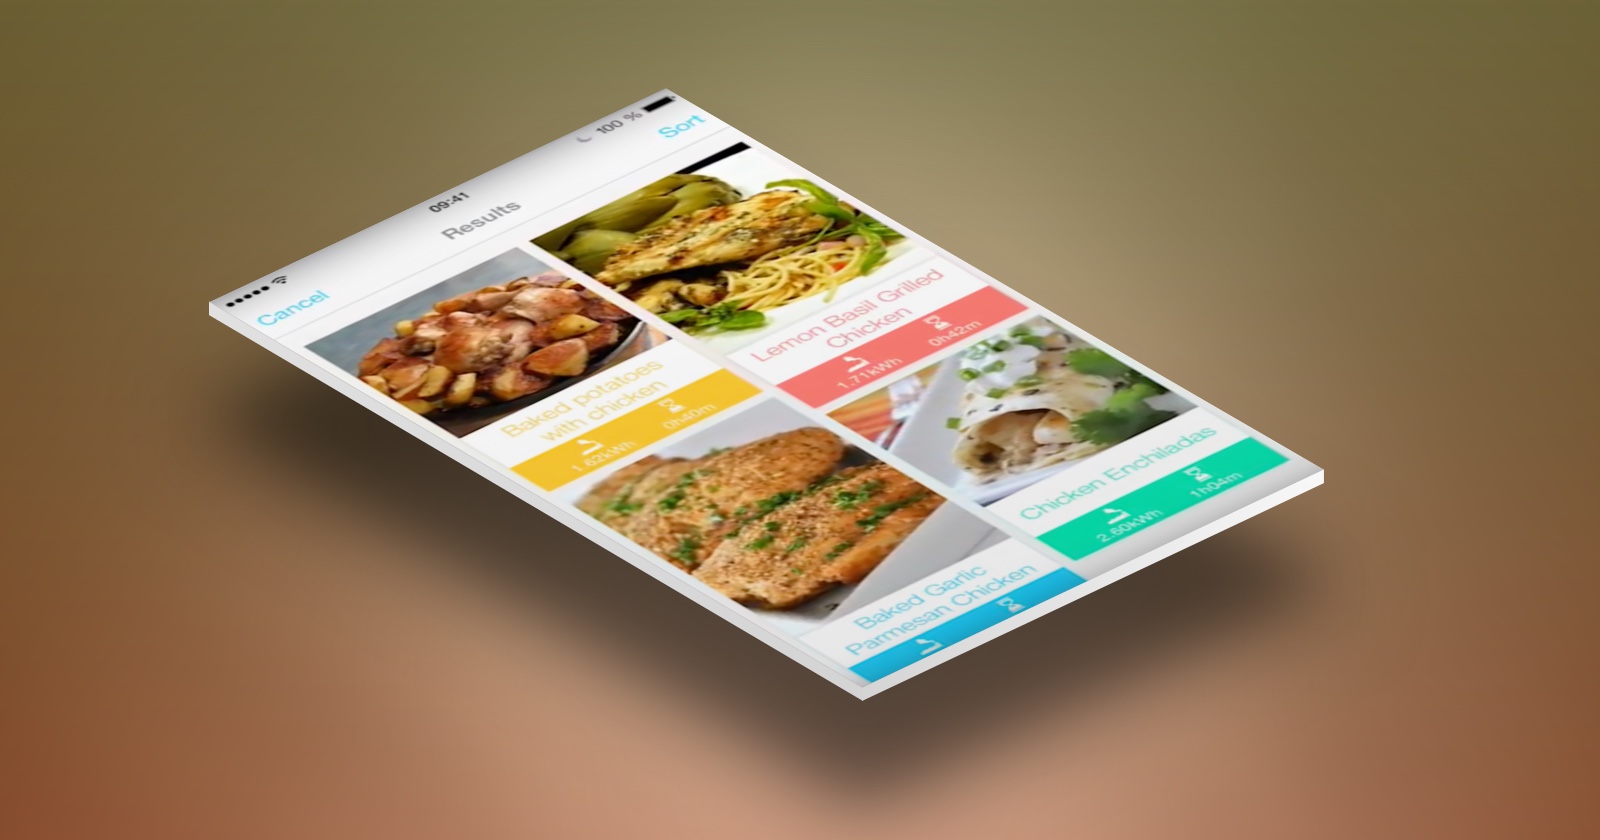 09:41
100 %
Cancel
Results
Sort
Baked potatoes
with chicken
1.62kWh
0h40m
Lemon Basil Grilled
Chicken
1.71kWh
0h42m
Baked Garlic
Parmesan Chicken
Chicken Enchiladas
2.60kWh
1h04m